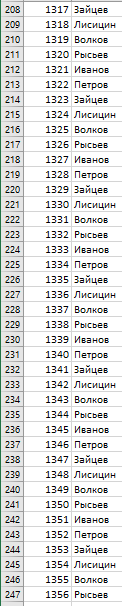 208 1317 Зайцев
209 1318 Лисицин
210 1319 Волков
211 1320 Рысьев
212 1321 Иванов
213 1322 Петров
214 1323 Зайцев
215 1324 Лисицин
216 1325 Волков
217 1326 Рысьев
218 1327 Иванов
219 1328 Петров
220 1329 Зайцев
221 1330 Лисицин
222 1331 Волков
223 1332 Рысьев
224 1333 Иванов
225 1334 Петров
226 1335 Зайцев
227 1336 Лисицин
228 1337 Волков
229 1338 Рысьев
230 1339 Иванов
231 1340 Петров
232 1341 Зайцев
233 1342 Лисицин
234 1343 Волков
235 1344 Рысьев
236 1345 Иванов
237 1346 Петров
238 1347 Зайцев
239 1348 Лисицин
240 1349 Волков
241 1350 Рысьев
242 1351 Иванов
243 1352 Петров
244 1353 Зайцев
245 1354 Лисицин
246 1355 Волков
247 1356 Рысьев